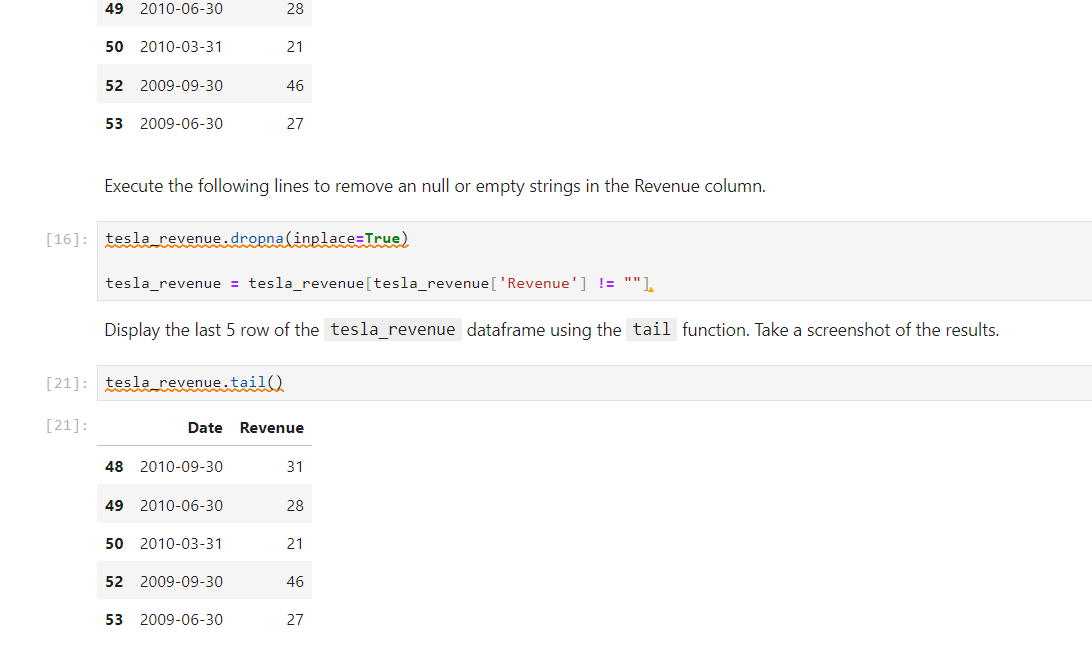 49 2010-06-30 28
50 2010-03-31 21
52 2009-09-30 46
53 2009-06-30 27
Execute the following lines to remove an null or empty strings in the Revenue column.
[16]: tesla_revenue.dropna(inplace=True)
tesla_revenue = tesla_revenue[tesla_revenue['Revenue'] != ""]
Display the last 5 row of the tesla_revenue dataframe using the tail function. Take a screenshot of the results.
[21]: tesla_revenue.tail()
[21]: Date Revenue
48 2010-09-30 31
49 2010-06-30 28
50 2010-03-31 21
52 2009-09-30 46
53 2009-06-30 27